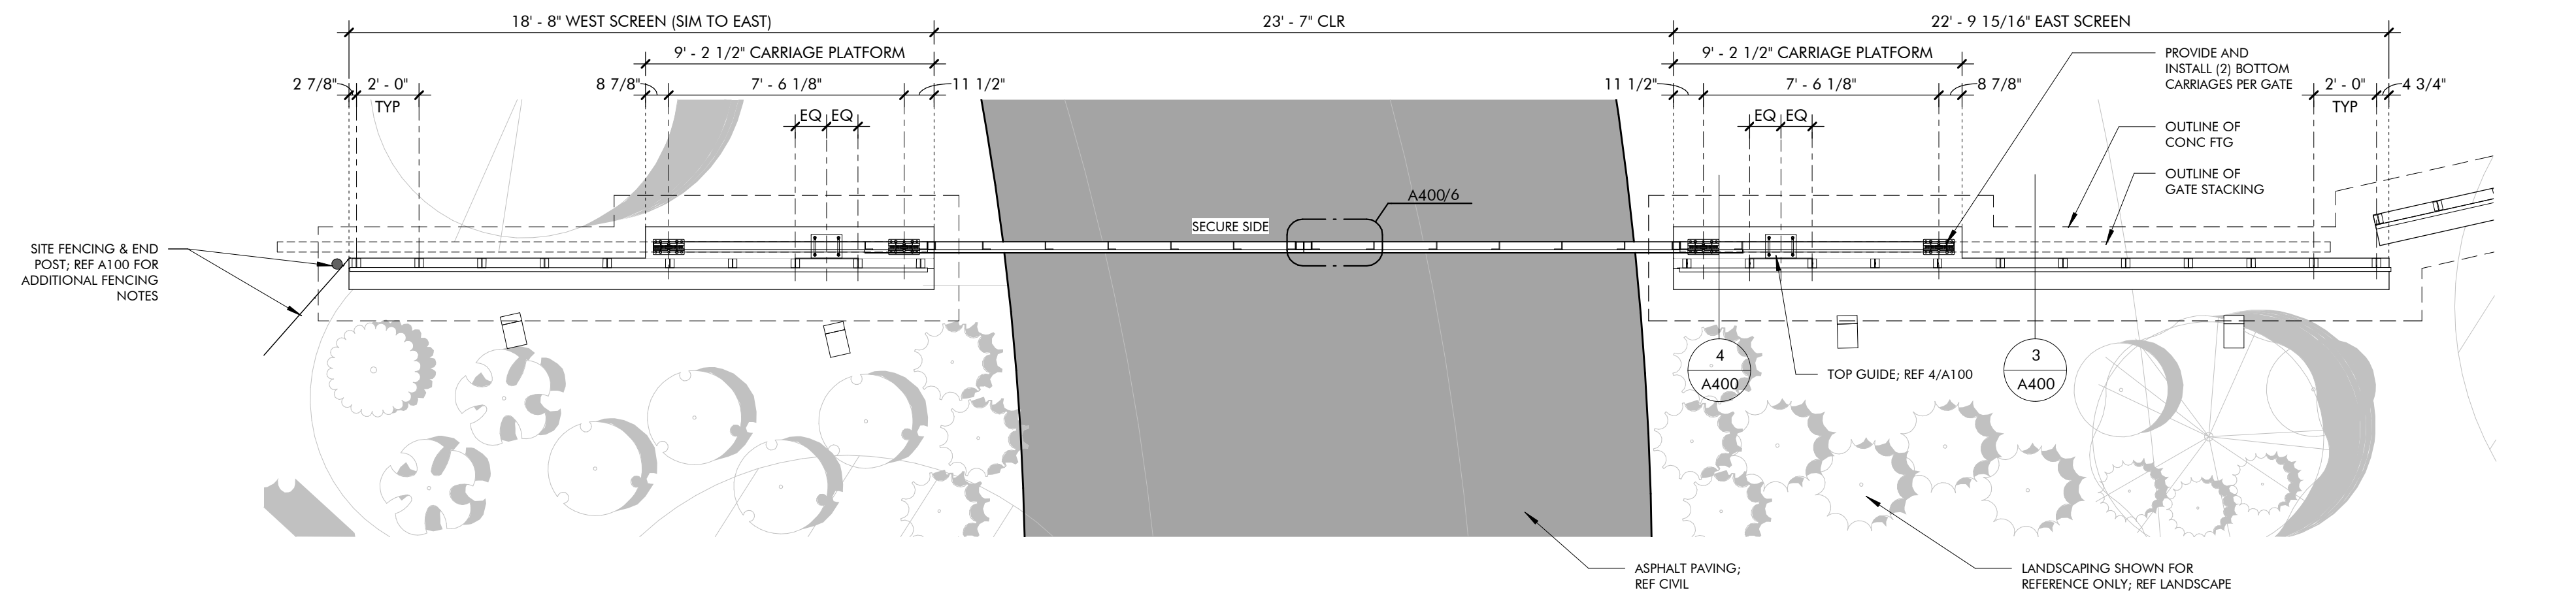 18' - 8" WEST SCREEN (SIM TO EAST)
23' - 7" CLR
22' - 9 15/16" EAST SCREEN
9' - 2 1/2" CARRIAGE PLATFORM
9' - 2 1/2" CARRIAGE PLATFORM
2 7/8"
2' - 0"
TYP
8 7/8"
7' - 6 1/8"
11 1/2"
11 1/2"
7' - 6 1/8"
8 7/8"
2' - 0"
TYP
4 3/4"
EQ
EQ
EQ
EQ
PROVIDE AND
INSTALL (2) BOTTOM
CARRIAGES PER GATE
OUTLINE OF
CONC FTG
OUTLINE OF
GATE STACKING
A400/6
SECURE SIDE
SITE FENCING & END
POST; REF A100 FOR
ADDITIONAL FENCING
NOTES
4
A400
TOP GUIDE; REF 4/A100
3
A400
ASPHALT PAVING;
REF CIVIL
LANDSCAPING SHOWN FOR
REFERENCE ONLY; REF LANDSCAPE